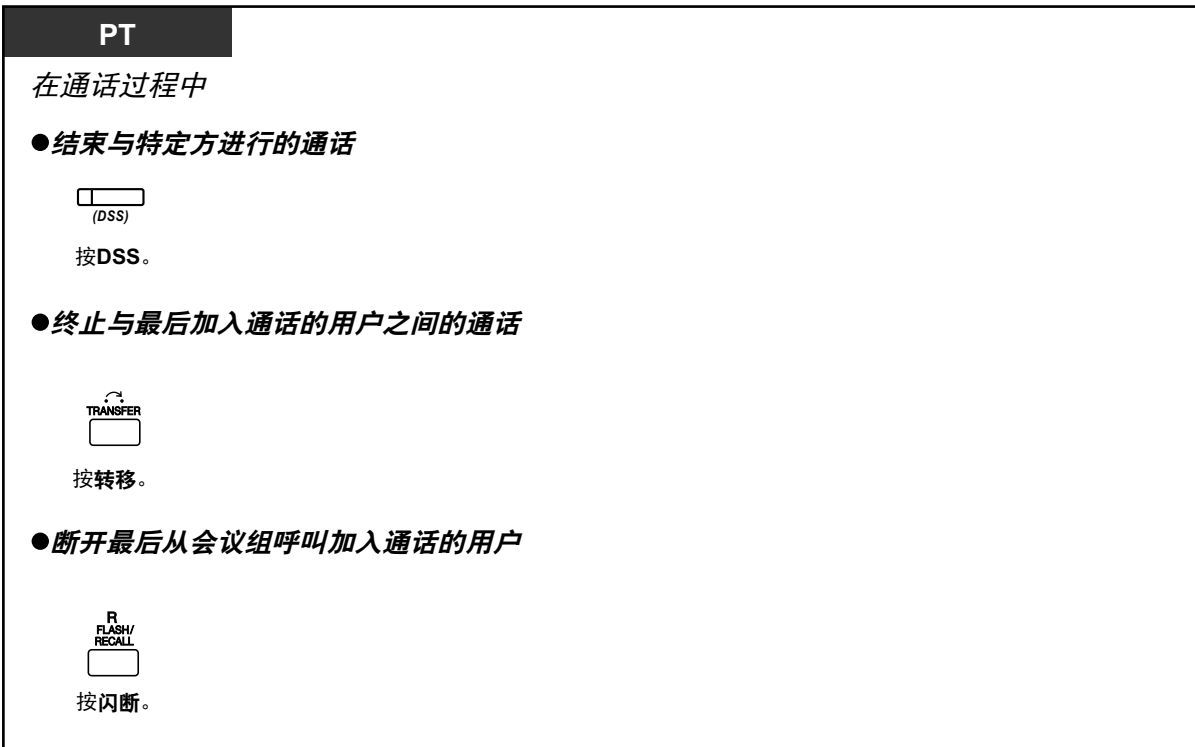 PT
在通话过程中
●结束与特定方进行的通话
(DSS)
按DSS。
●终止与最后加入通话的用户之间的通话
TRANSFER
按转移。
●断开最后从会议组呼叫加入通话的用户
R
FLASH/
RECALL
按闪断。